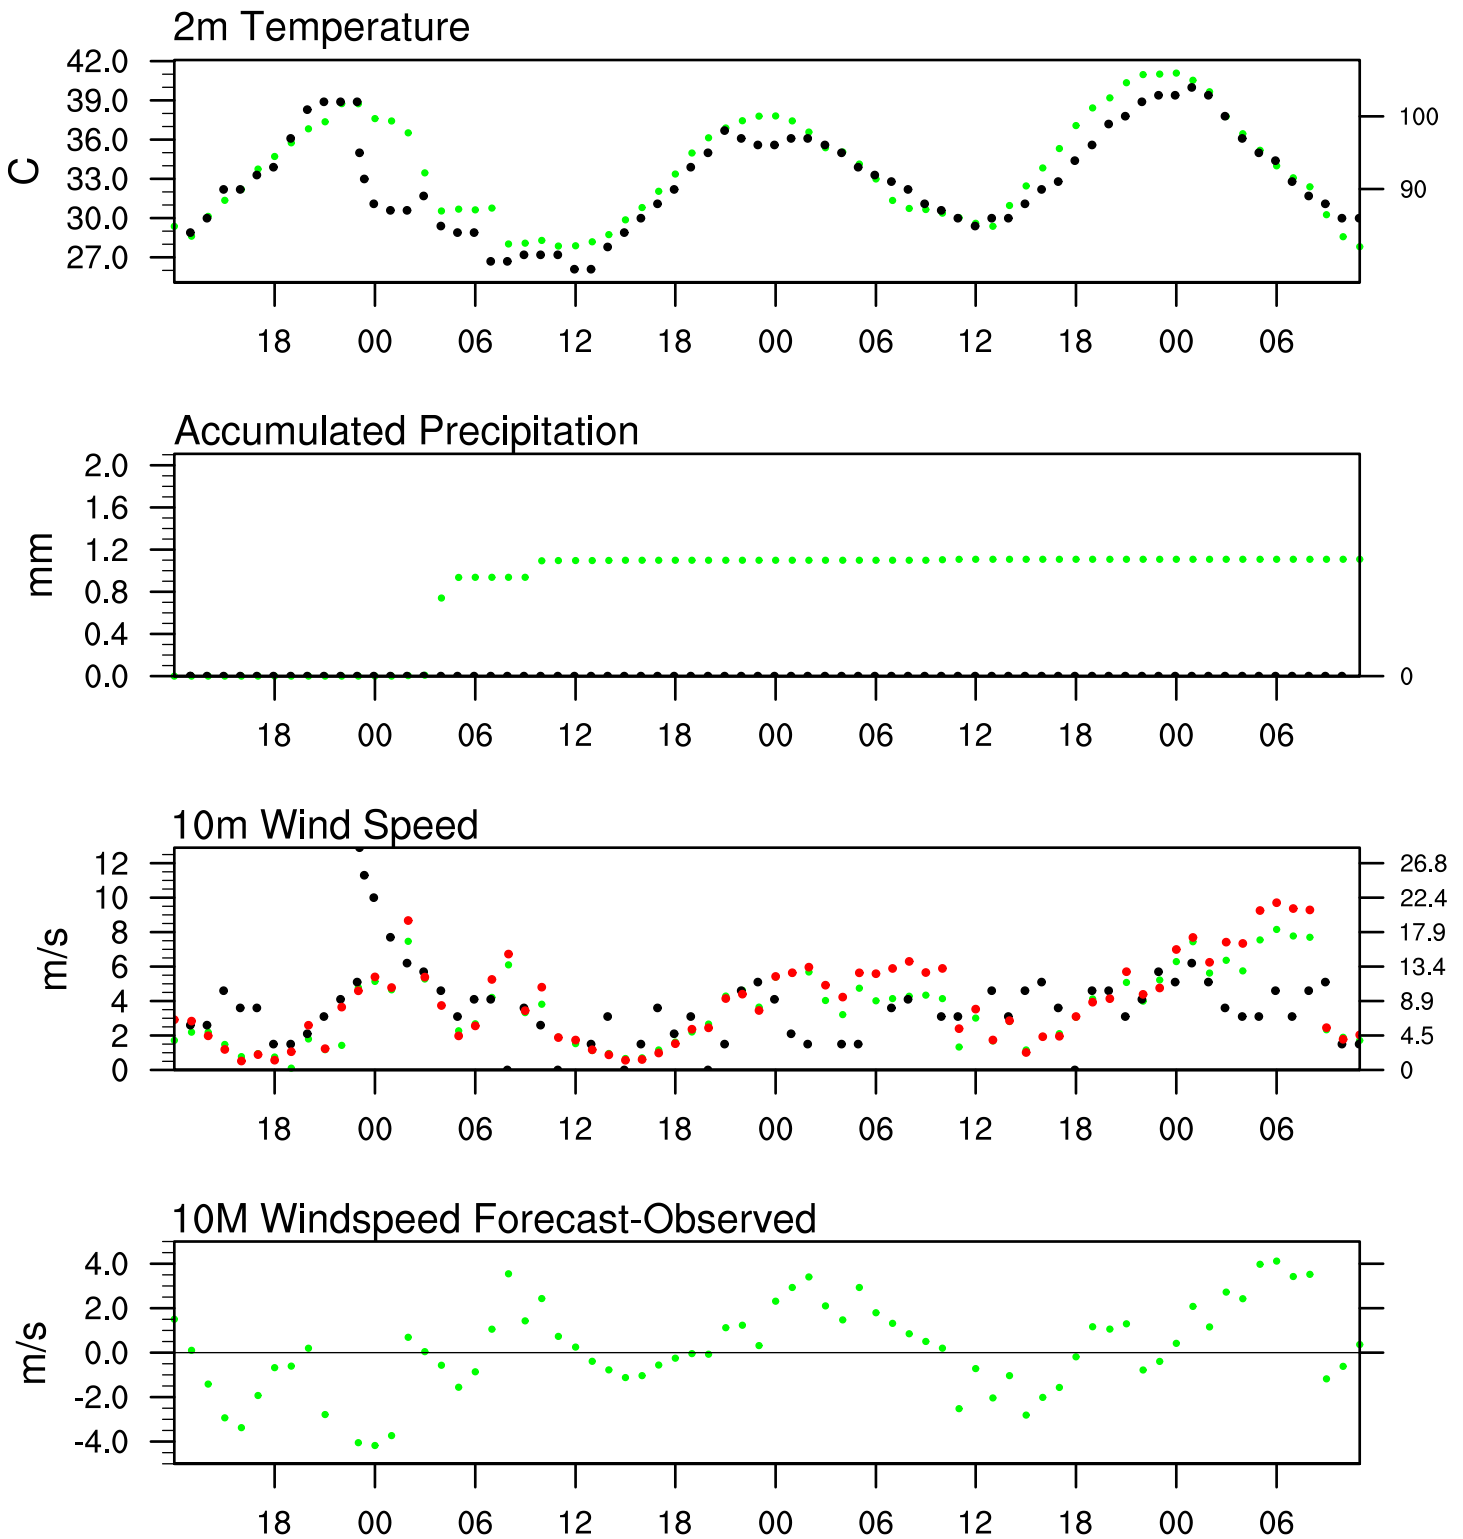 2m Temperature
42.0
39.0
36.0
33.0
30.0
27.0
C
100
90
18 00 06 12 18 00 06 12 18 00 06
Accumulated Precipitation
2.0
1.6
1.2
0.8
0.4
0.0
mm
0
18 00 06 12 18 00 06 12 18 00 06
10m Wind Speed
12
10
8
6
4
2
0
m/s
26.8
22.4
17.9
13.4
8.9
4.5
0
18 00 06 12 18 00 06 12 18 00 06
10M Windspeed Forecast-Observed
4.0
2.0
0.0
-2.0
-4.0
m/s
18 00 06 12 18 00 06 12 18 00 06